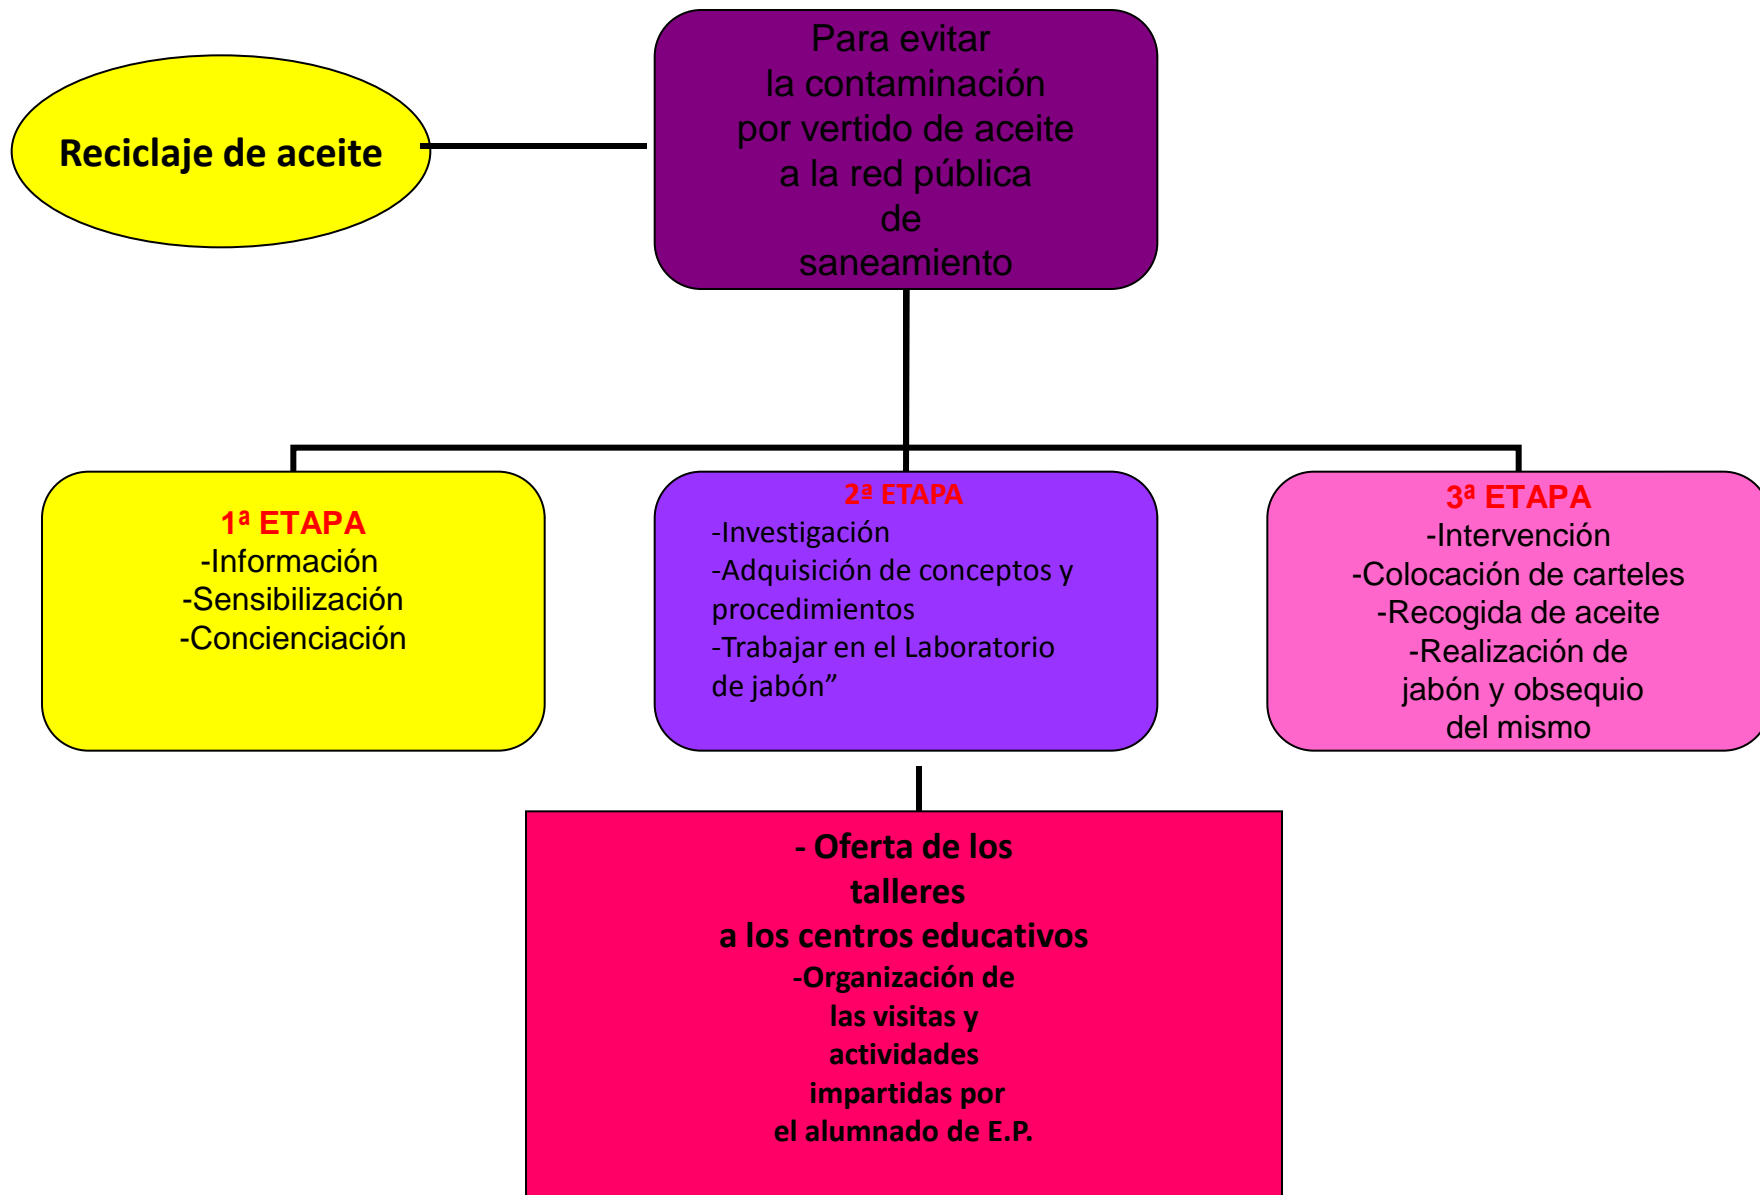 Reciclaje de aceite
Para evitar
la contaminación
por vertido de aceite
a la red pública
de
saneamiento
1ª ETAPA
-Información
-Sensibilización
-Concienciación
2ª ETAPA
-Investigación
-Adquisición de conceptos y
procedimientos
-Trabajar en el Laboratorio
de jabón”
3ª ETAPA
-Intervención
-Colocación de carteles
-Recogida de aceite
-Realización de
jabón y obsequio
del mismo
- Oferta de los
talleres
a los centros educativos
-Organización de
las visitas y
actividades
impartidas por
el alumnado de E.P.